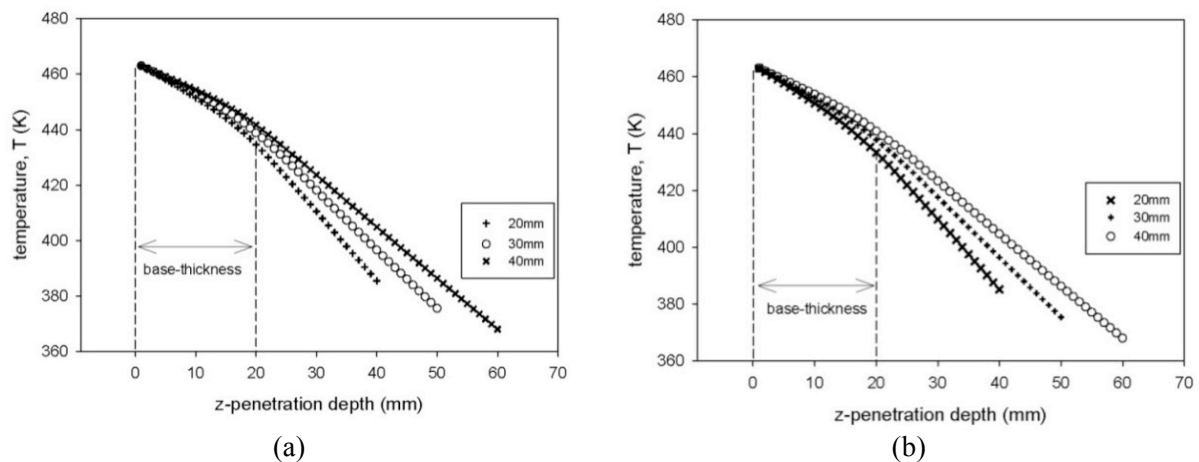 480
460
440
420
400
380
360
temperature, T (K)
base-thickness
20mm
30mm
40mm
0 10 20 30 40 50 60 70
z-penetration depth (mm)
(a)
480
460
440
420
400
380
360
temperature, T (K)
base-thickness
20mm
30mm
40mm
0 10 20 30 40 50 60 70
z-penetration depth (mm)
(b)